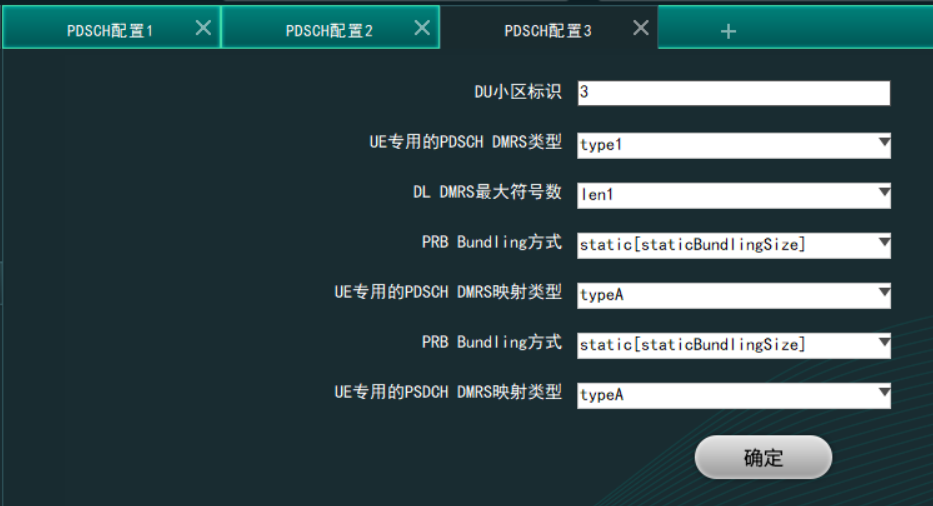 PDSCH配置1 PDSCH配置2 PDSCH配置3
DU小区标识 3
UE专用的PDSCH DMRS类型 type1
DL DMRS最大符号数 len1
PRB Bundling方式 static[staticBundlingSize]
UE专用的PDSCH DMRS映射类型 typeA
PRB Bundling方式 static[staticBundlingSize]
UE专用的PSDCH DMRS映射类型 typeA
确定